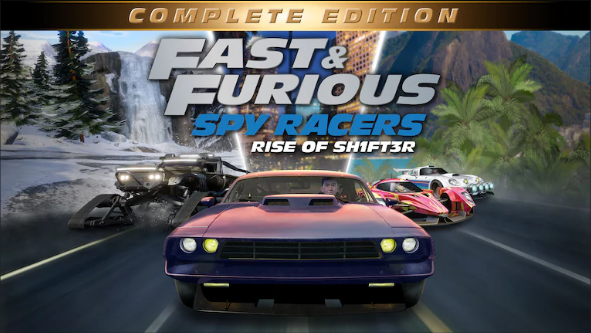 COMPLETE EDITION
FAST &
FURIOUS
SPY RACERS
RISE OF SH1FT3R